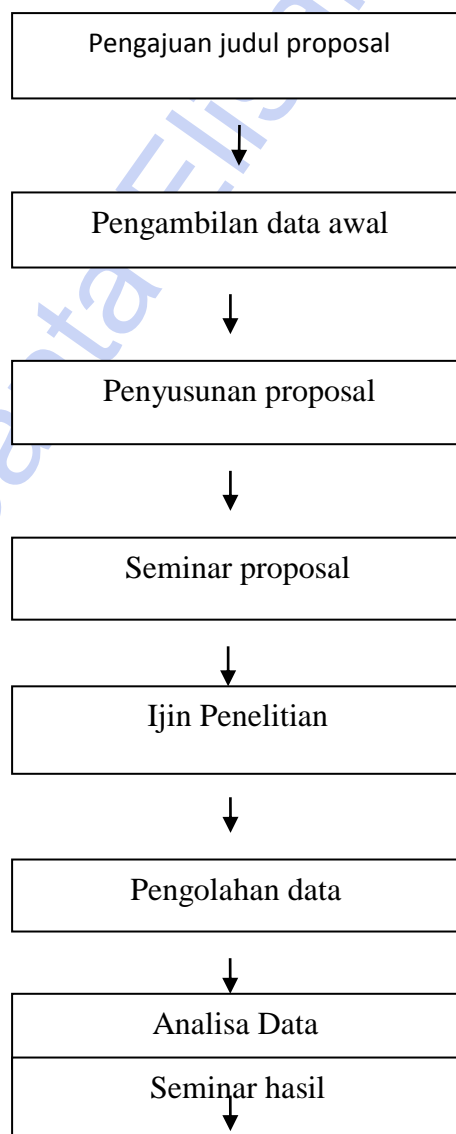 Pengajuan judul proposal
Pengambilan data awal
Penyusunan proposal
Seminar proposal
Ijin Penelitian
Pengolahan data
Analisa Data
Seminar hasil